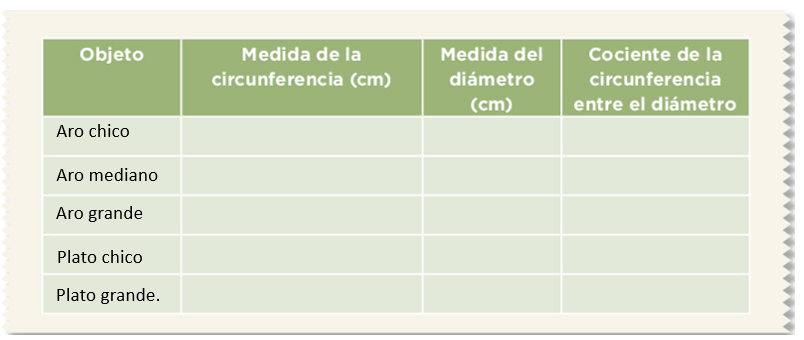 Objeto
Medida de la
circunferencia (cm)
Medida del
diámetro
(cm)
Cociente de la
circunferencia
entre el diámetro
Aro chico
Aro mediano
Aro grande
Plato chico
Plato grande.